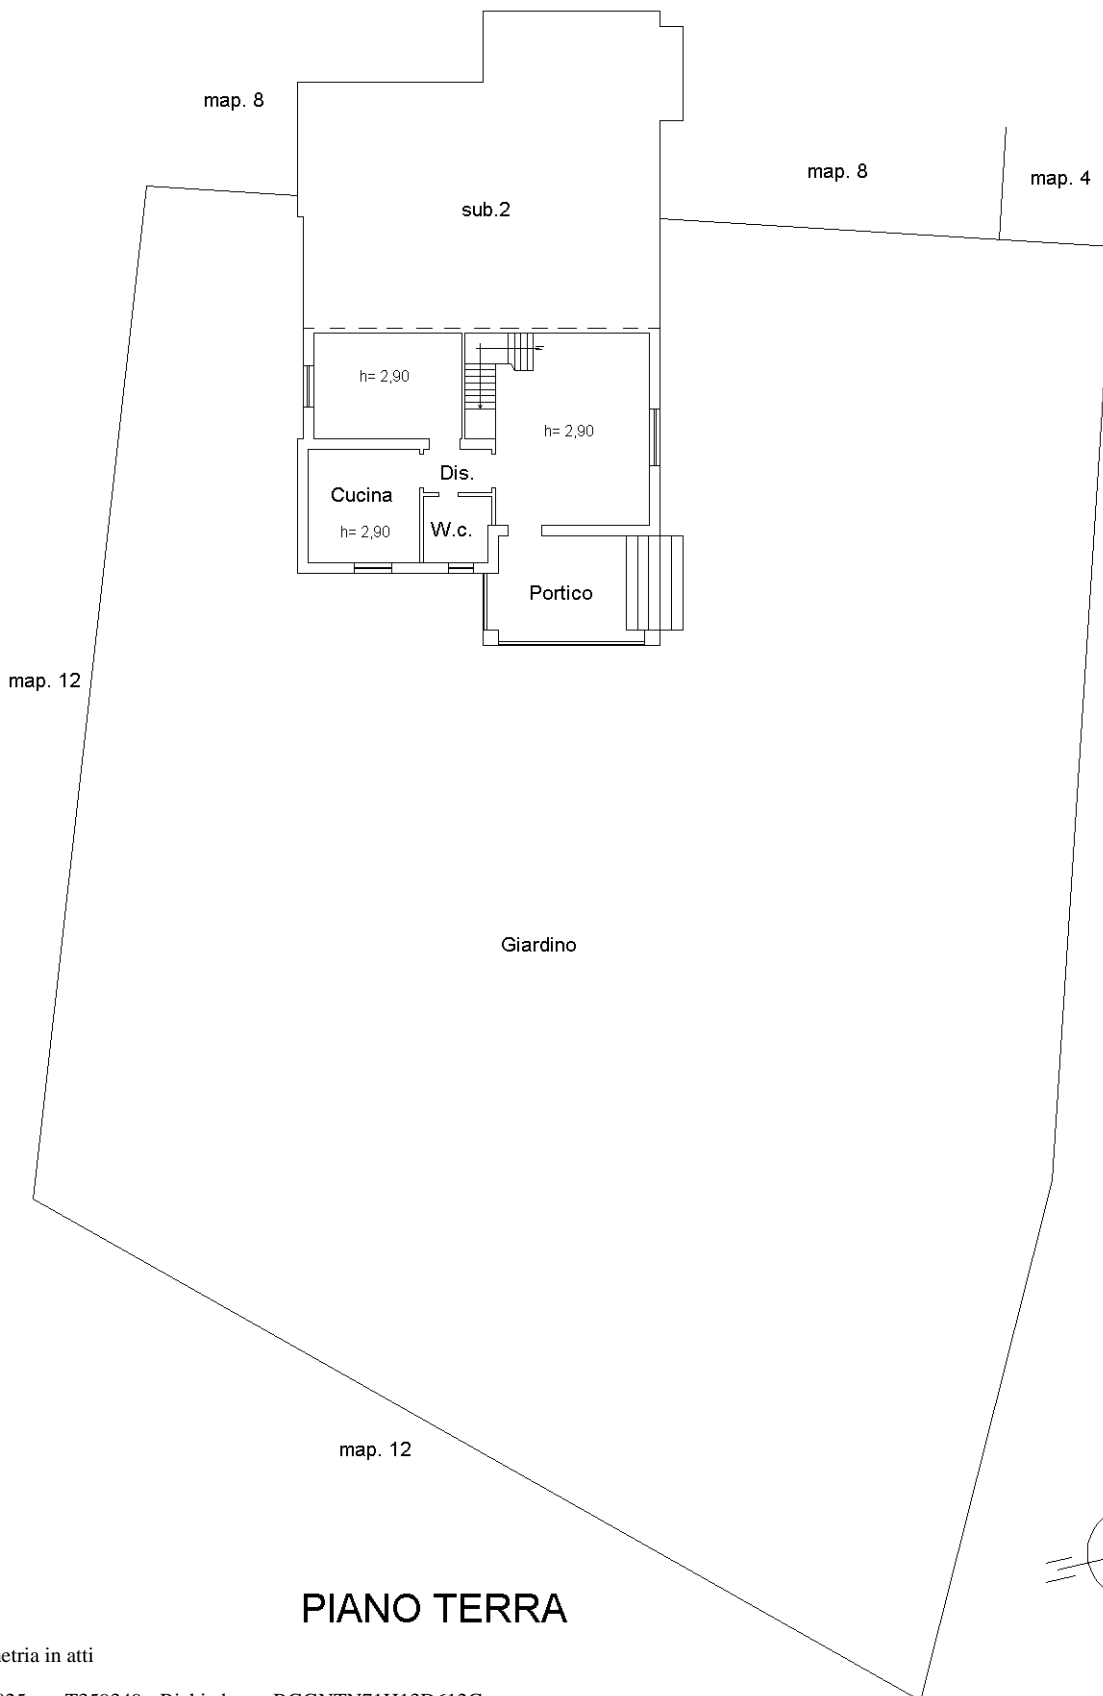 map. 8
map. 8
map. 4
sub.2
h= 2,90
h= 2,90
Dis.
Cucina
h= 2,90
W.c.
Portico
map. 12
Giardino
map. 12
PIANO TERRA
etria in atti